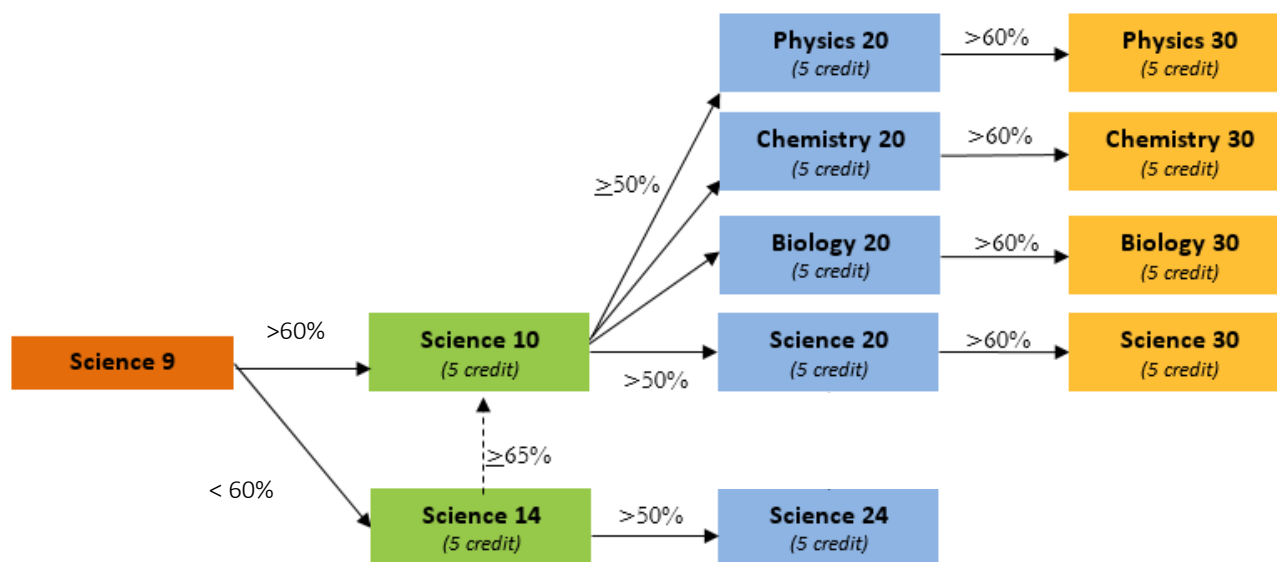 Physics 20
(5 credit)
>60%
Physics 30
(5 credit)
Chemistry 20
(5 credit)
>60%
Chemistry 30
(5 credit)
≥50%
Biology 20
(5 credit)
>60%
Biology 30
(5 credit)
Science 9
>60%
Science 10
(5 credit)
>50%
Science 20
(5 credit)
>60%
Science 30
(5 credit)
≥65%
< 60%
Science 14
(5 credit)
>50%
Science 24
(5 credit)